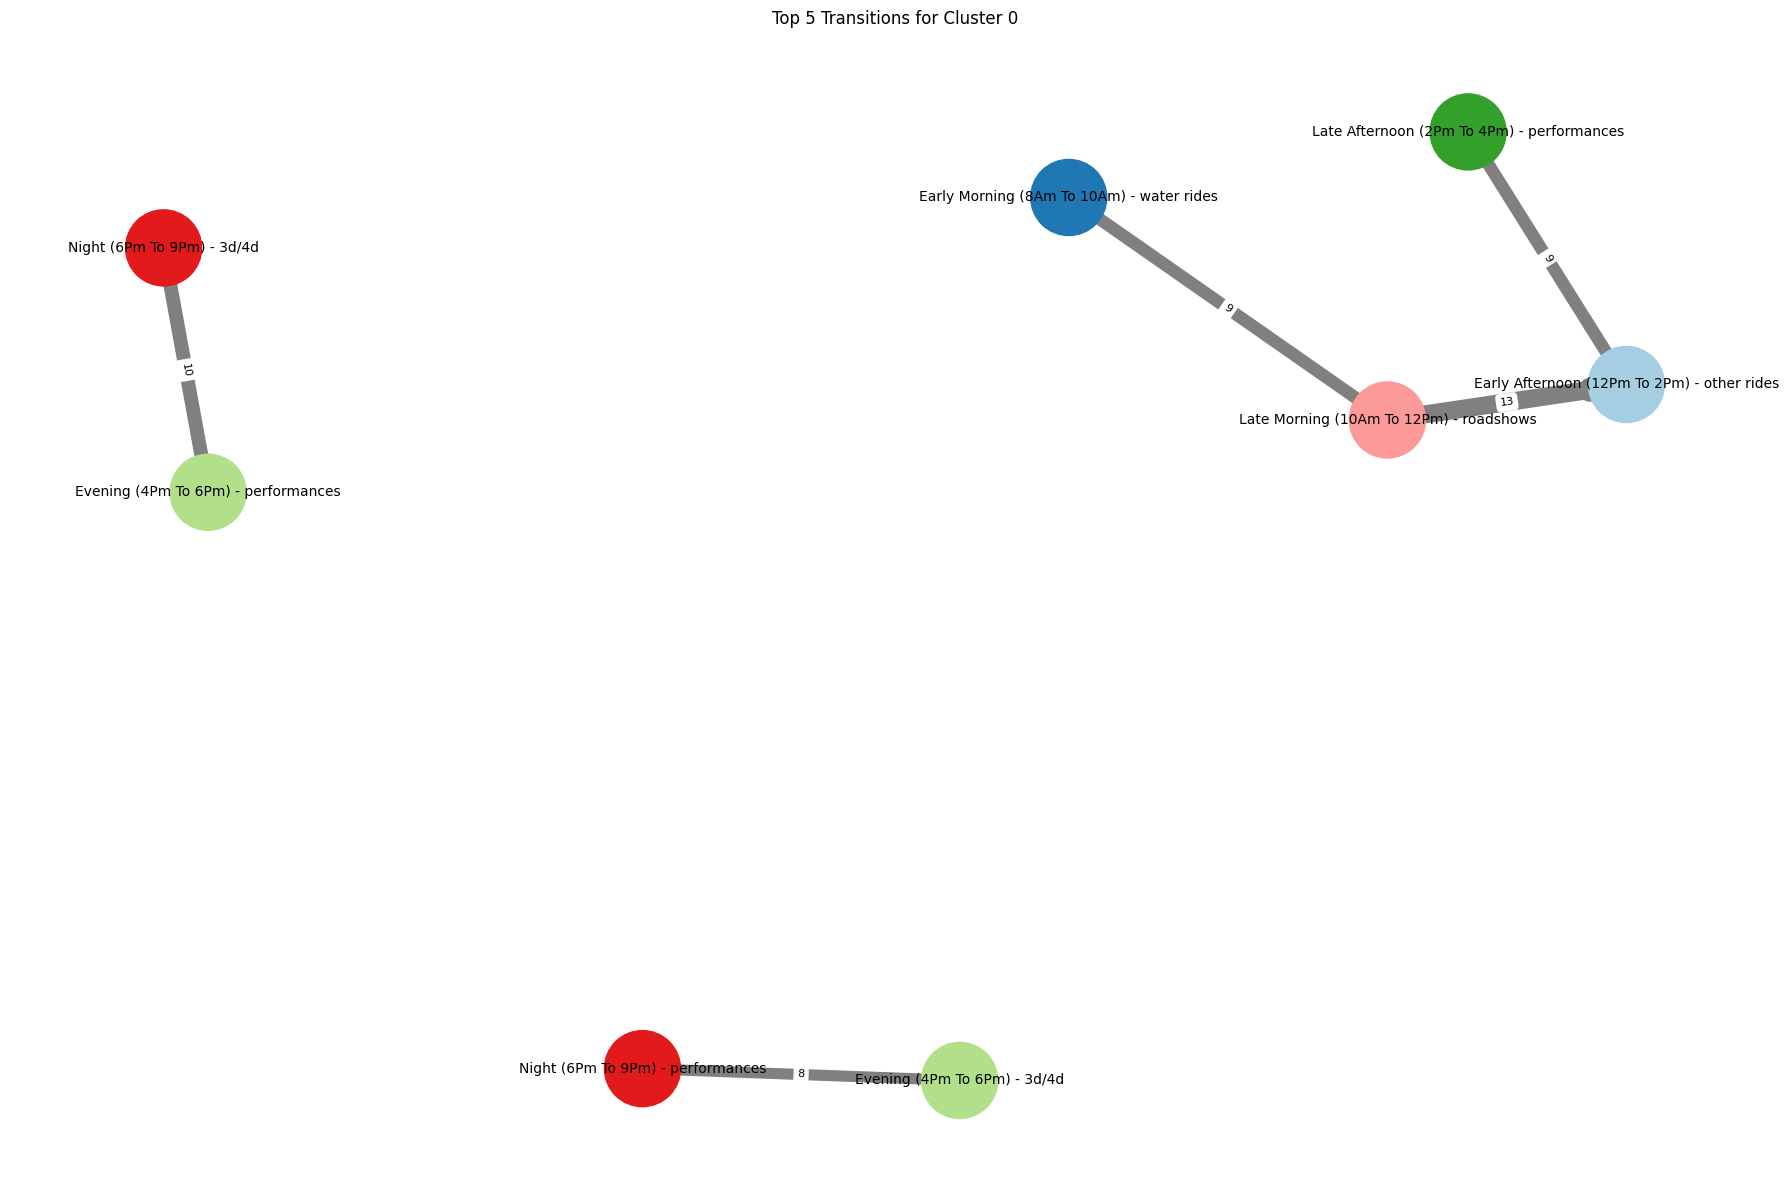 Top 5 Transitions for Cluster 0
Late Afternoon (2Pm To 4Pm) - performances
Early Morning (8Am To 10Am) - water rides
Night (6Pm To 9Pm) - 3d/4d
9
9
10
Early Afternoon (12Pm To 2Pm) - other rides
13
Late Morning (10Am To 12Pm) - roadshows
Evening (4Pm To 6Pm) - performances
Night (6Pm To 9Pm) - performances
8
Evening (4Pm To 6Pm) - 3d/4d